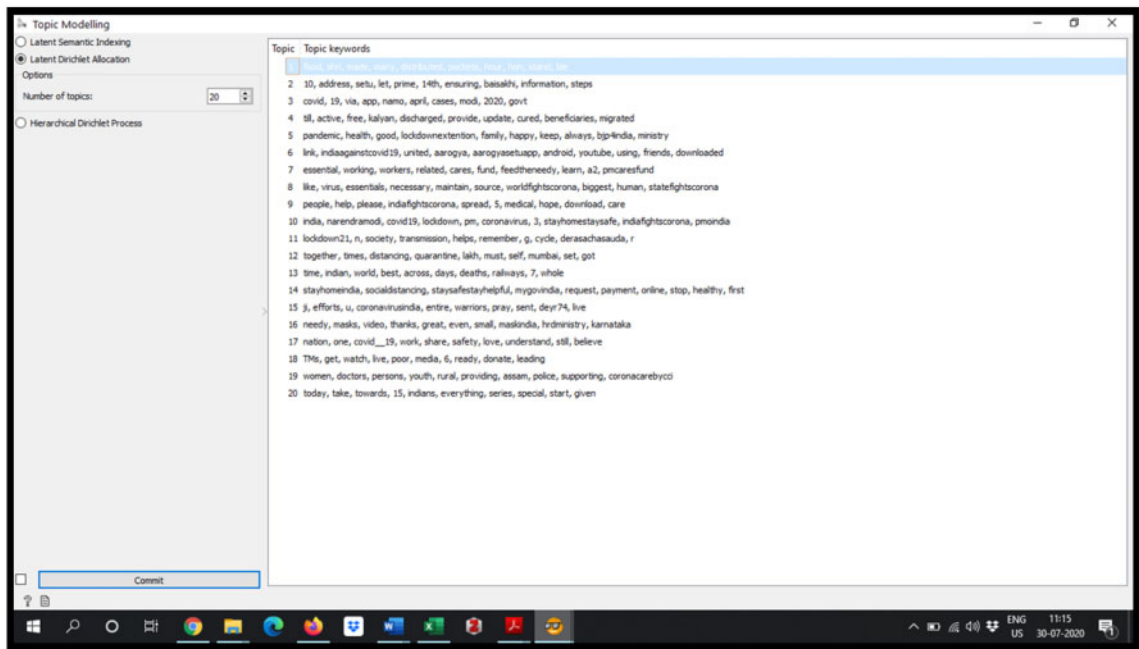 Topic Modelling
Latent Semantic Indexing
Latent Dirichlet Allocation
Options
Number of topics: 20
Hierarchical Dirichlet Process
Topic Topic keywords
1 food, distributed, packets, hour
2 10, address, setu, let, prime, 14th, ensuring, baisakhi, information, steps
3 covid, 19, via, app, namo, april, cases, modi, 2020, govt
4 till, active, free, kalyan, discharged, provide, update, cured, beneficiaries, migrated
5 pandemic, health, good, lockdownextention, family, happy, keep, always, bjp4india, ministry
6 link, indiaagainstcovid19, united, aarogya, aarogyasetuapp, android, youtube, using, friends, downloaded
7 essential, working, workers, related, cares, fund, feedtheneedy, learn, a2, pmcaresfund
8 like, virus, essentials, necessary, maintain, source, worldfightscorona, biggest, human, statefightscorona
9 people, help, please, indiafightscorona, spread, 5, medical, hope, download, care
10 india, narendramodi, covid19, lockdown, pm, coronavirus, 3, stayhomestaysafe, indiafightscorona, pmoindia
11 lockdown21, n, society, transmission, helps, remember, g, cycle, derasachasauda, r
12 together, times, distancing, quarantine, lakh, must, self, mumbai, set, got
13 time, indian, world, best, across, days, deaths, railways, 7, whole
14 stayhomeindia, socialdistancing, staysafestayhelpful, mygovindia, request, payment, online, stop, healthy, first
15 ji, efforts, u, coronavirusindia, entire, warriors, pray, sent, deyr74, live
16 needy, masks, video, thanks, great, even, small, maskindia, hrdministry, karnataka
17 nation, one, covid__19, work, share, safety, love, understand, still, believe
18 TMs, get, watch, live, poor, media, 6, ready, donate, leading
19 women, doctors, persons, youth, rural, providing, assam, police, supporting, coronacarebycci
20 today, take, towards, 15, indians, everything, series, special, start, given
Commit
ENG 11:15
US 30-07-2020